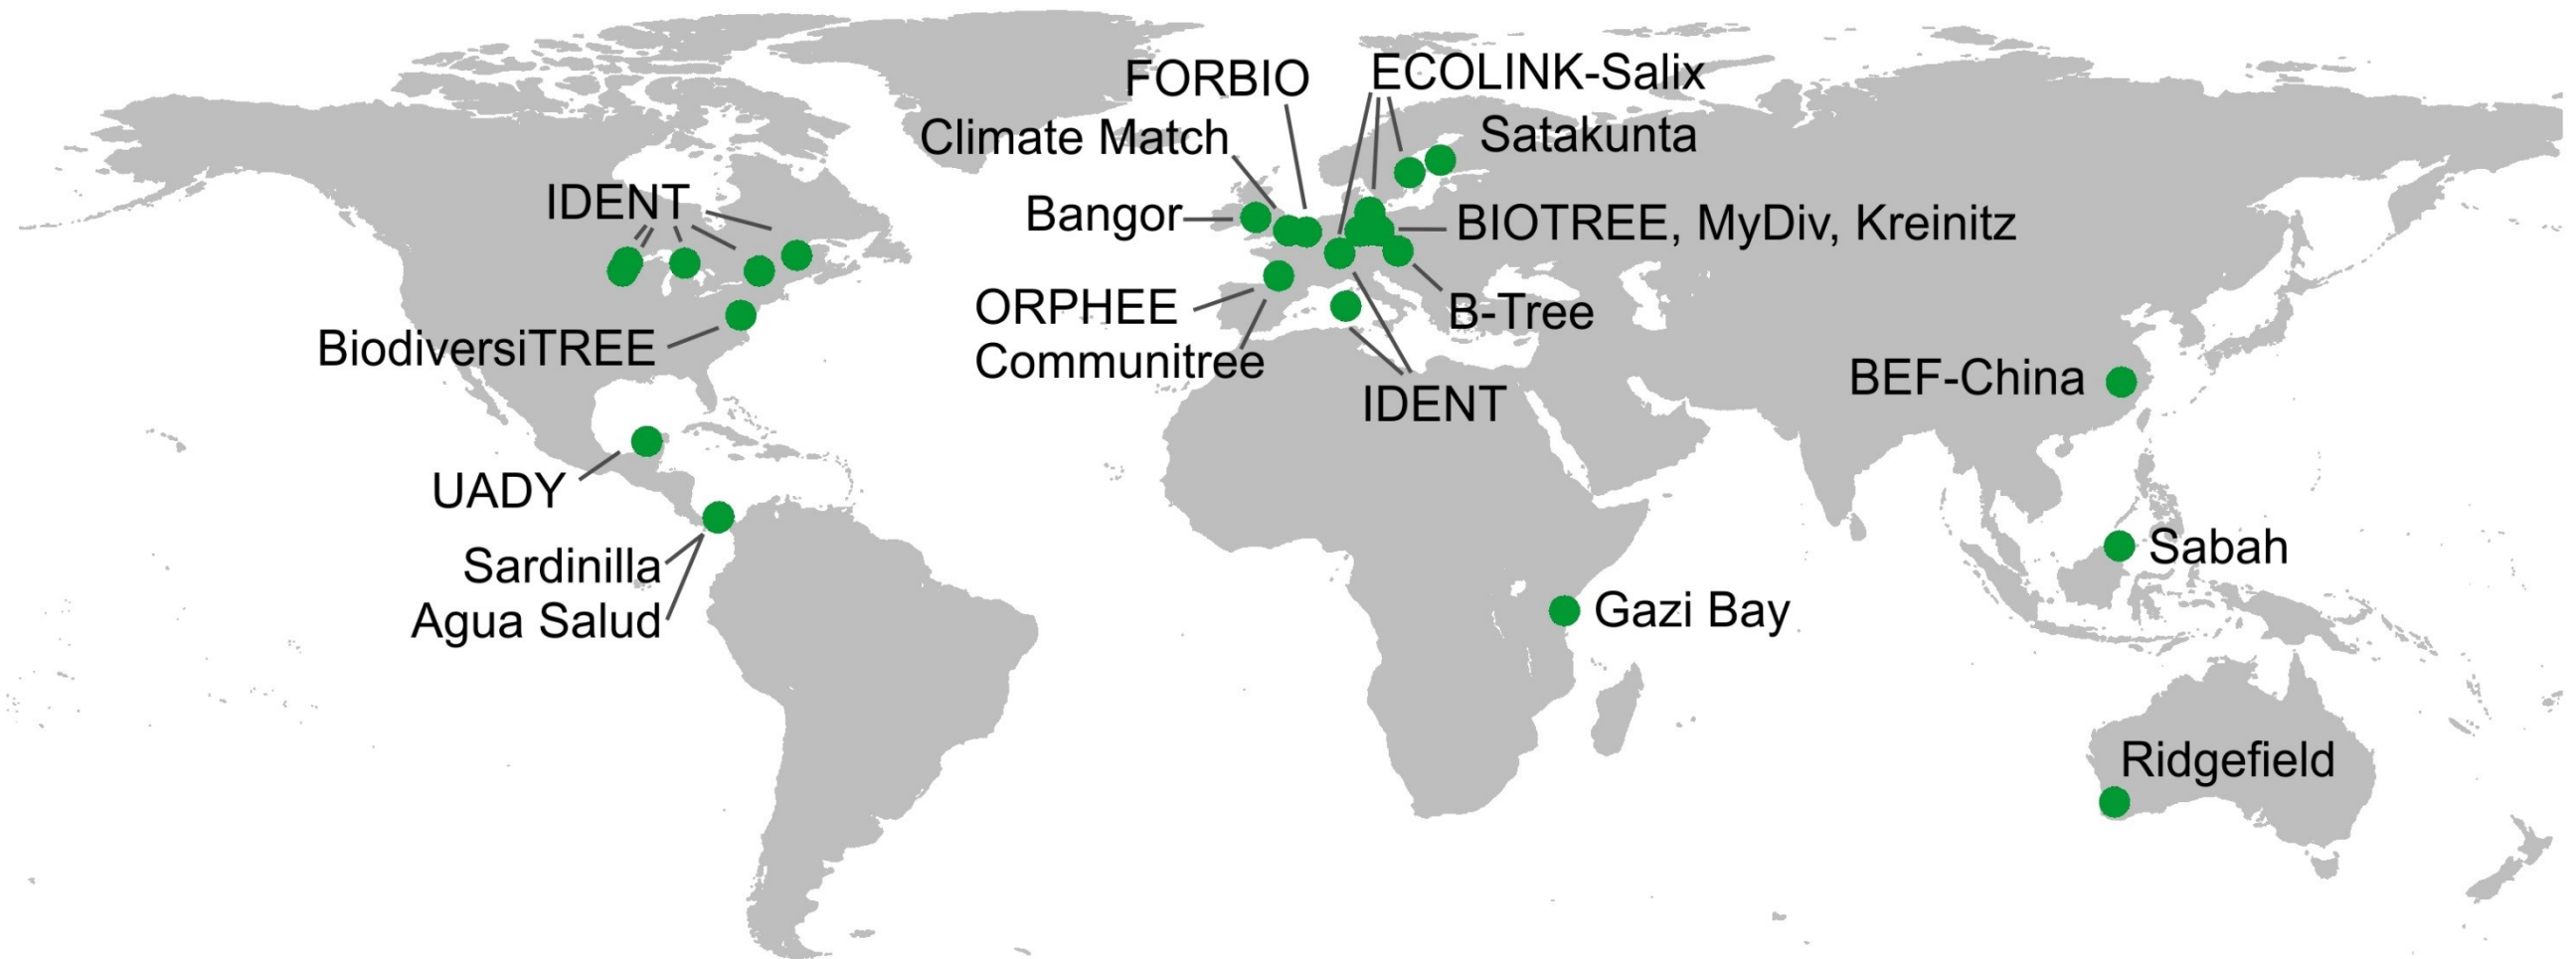 FORBIO
ECOLINK-Salix
Climate Match
Satakunta
IDENT
Bangor
BIOTREE, MyDiv, Kreinitz
ORPHEE
B-Tree
BiodiversiTREE
Communitree
IDENT
BEF-China
UADY
Sardinilla
Sabah
Agua Salud
Gazi Bay
Ridgefield